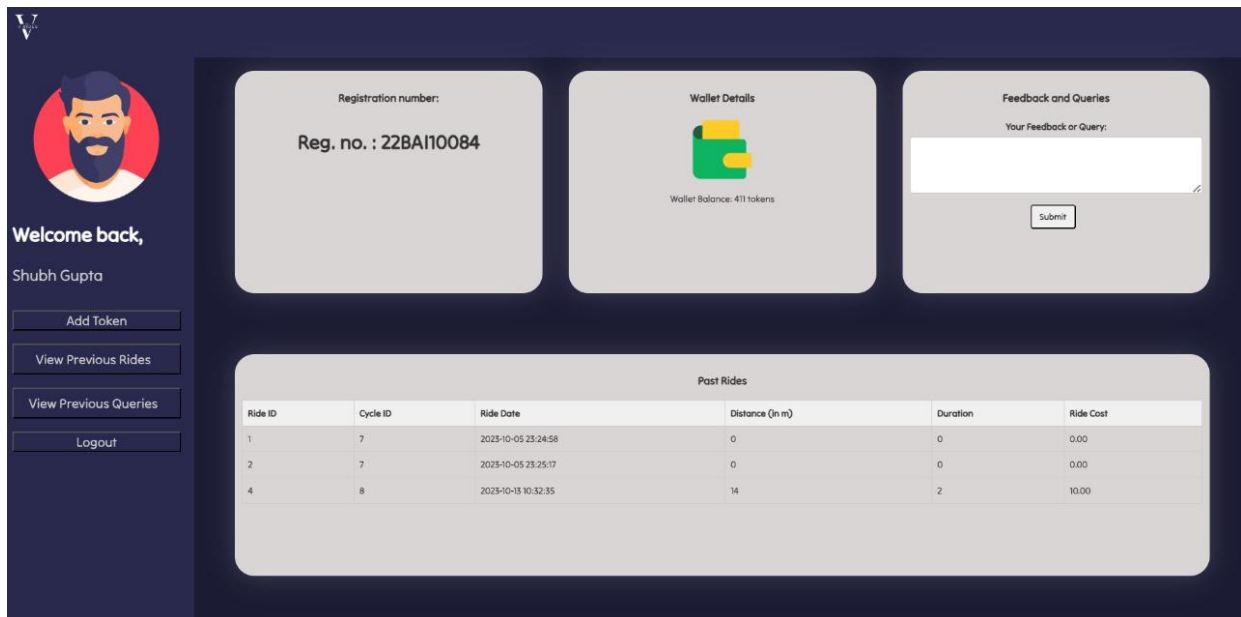 V
Welcome back,
Shubh Gupta
Add Token
View Previous Rides
View Previous Queries
Logout
Registration number:
Reg. no. : 22BAI10084
Wallet Details
Wallet Balance: 411 tokens
Feedback and Queries
Your Feedback or Query:
Submit
Past Rides
Ride ID Cycle ID Ride Date Distance (in m) Duration Ride Cost
1 7 2023-10-05 23:24:58 0 0 0.00
2 7 2023-10-05 23:25:17 0 0 0.00
4 8 2023-10-13 10:32:35 14 2 10.00